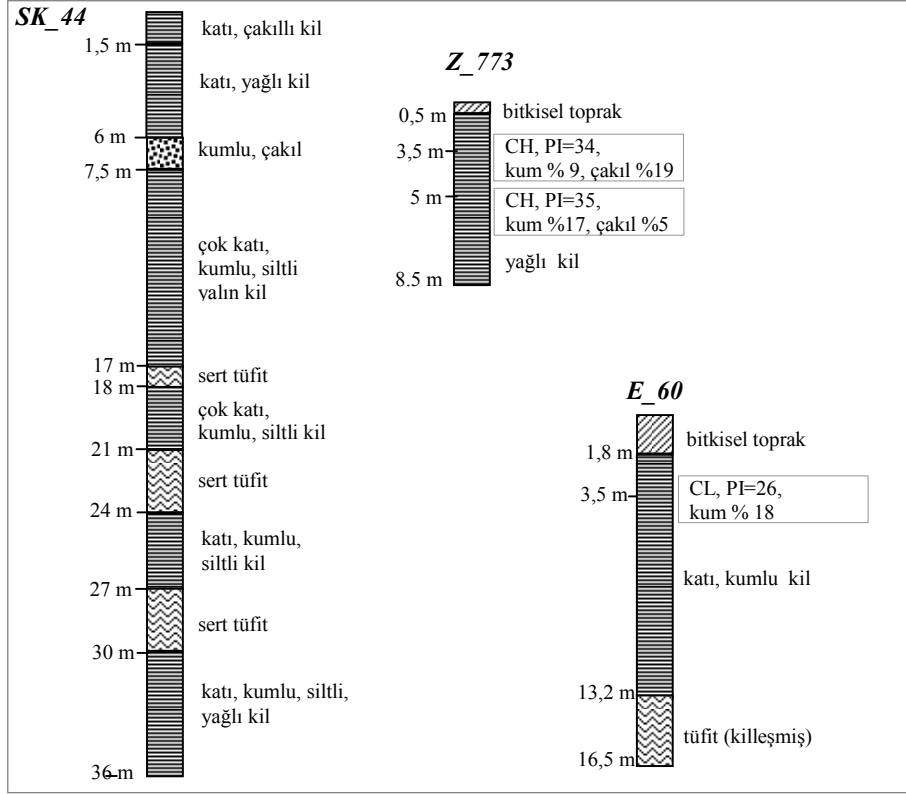 SK_44
katı, çakıllı kil
1,5 m
katı, yağlı kil
6 m
kumlu, çakıl
7,5 m
çok katı,
kumlu, siltli
yalın kil
17 m
sert tüfit
18 m
çok katı,
kumlu, siltli kil
21 m
sert tüfit
24 m
katı, kumlu,
siltli kil
27 m
sert tüfit
30 m
katı, kumlu, siltli,
yağlı kil
36 m
Z_773
bitkisel toprak
0,5 m
3,5 m
CH, PI=34,
kum % 9, çakıl %19
5 m
CH, PI=35,
kum %17, çakıl %5
yağlı kil
8.5 m
E_60
bitkisel toprak
1,8 m
3,5 m
CL, PI=26,
kum % 18
katı, kumlu kil
13,2 m
tüfit (killeşmiş)
16,5 m